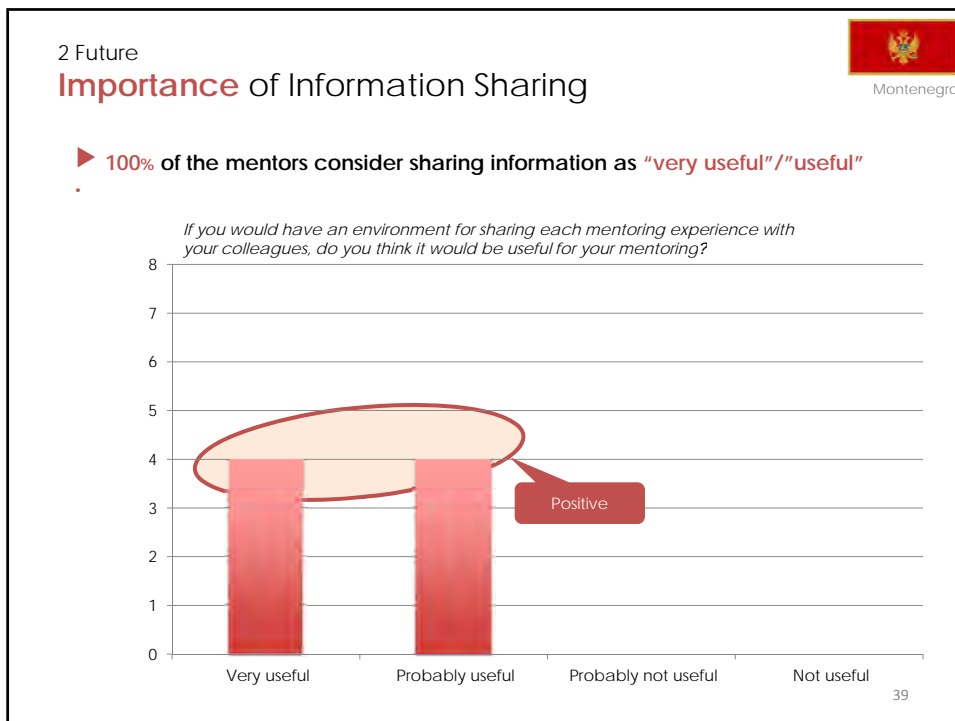 2 Future
Importance of Information Sharing
Montenegro
100% of the mentors consider sharing information as “very useful”/”useful”
.
If you would have an environment for sharing each mentoring experience with
your colleagues, do you think it would be useful for your mentoring?
8
7
6
5
4
3
2
1
0
Positive
Very useful
Probably useful
Probably not useful
Not useful
39